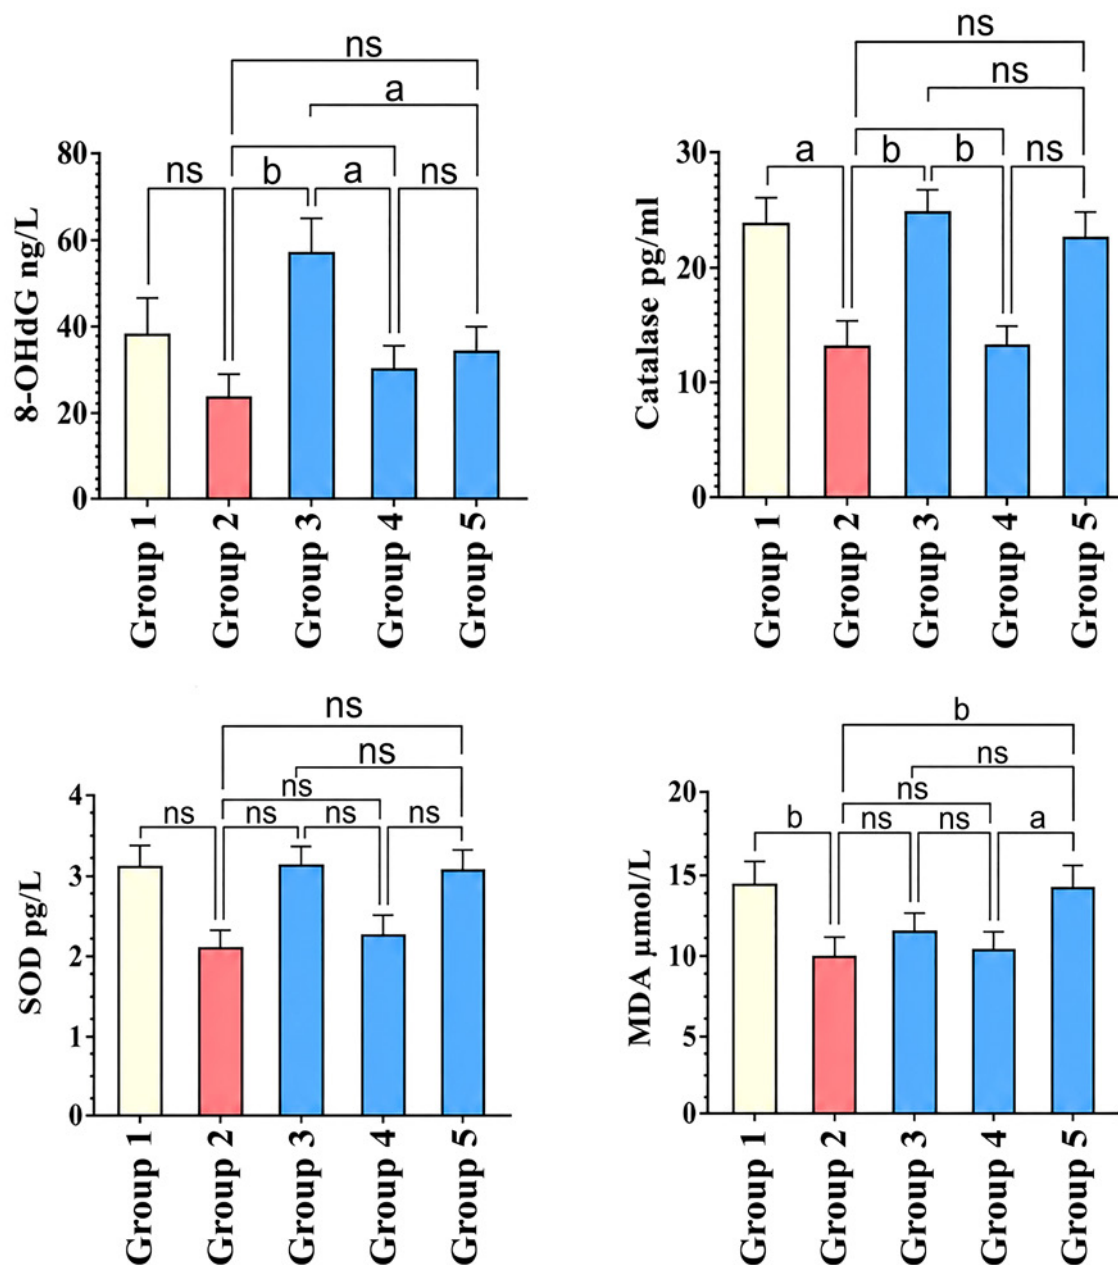 ns
a
ns b a ns
80
60
40
20
0
8-OHdG ng/L
Group 1
Group 2
Group 3
Group 4
Group 5
ns
ns
a b b ns
30
20
10
0
Catalase pg/ml
Group 1
Group 2
Group 3
Group 4
Group 5
ns
ns
ns
ns ns ns ns
4
3
2
1
0
SOD pg/L
Group 1
Group 2
Group 3
Group 4
Group 5
b
ns
ns
b ns ns a
20
15
10
5
0
MDA µmol/L
Group 1
Group 2
Group 3
Group 4
Group 5